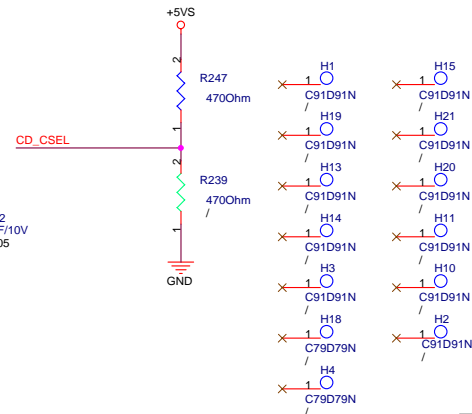 +5VS
2
R247
470Ohm
1
CD_CSEL
2
R239
470Ohm
/
1
GND
2
F/10V
05
1 H1
C91D91N
/
1 H19
C91D91N
/
1 H13
C91D91N
/
1 H14
C91D91N
/
1 H3
C91D91N
/
1 H18
C79D79N
/
1 H4
C79D79N
/
1 H15
C91D91N
/
1 H21
C91D91N
/
1 H20
C91D91N
/
1 H11
C91D91N
/
1 H10
C91D91N
/
1 H2
C91D91N
/